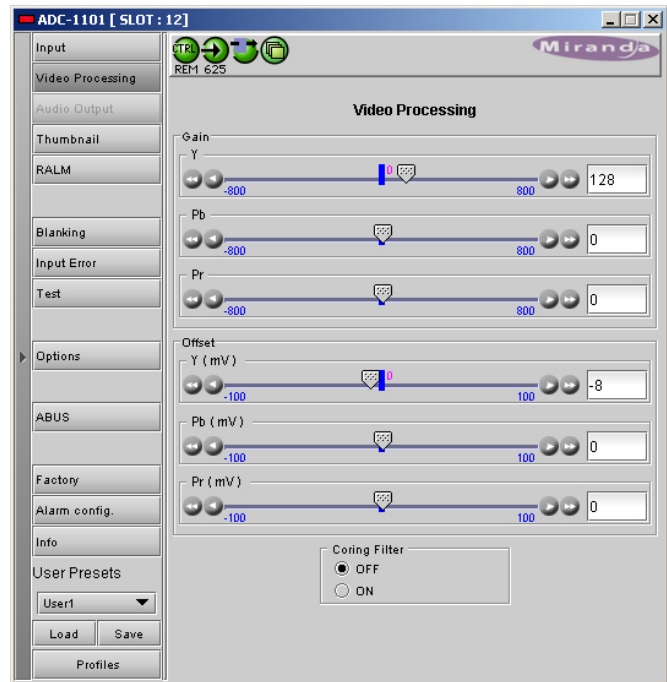 ADC-1101 [ SLOT : 12]
Input
Video Processing
Audio Output
Thumbnail
RALM
Blanking
Input Error
Test
Options
ABUS
Factory
Alarm config.
Info
User Presets
User1
Load Save
Profiles
CTRL
REM 625
Miranda
Video Processing
Gain
Y
-800 0 800 128
Pb
-800 800 0
Pr
-800 800 0
Offset
Y ( mV )
-100 0 100 -8
Pb ( mV )
-100 100 0
Pr ( mV )
-100 100 0
Coring Filter
OFF
ON